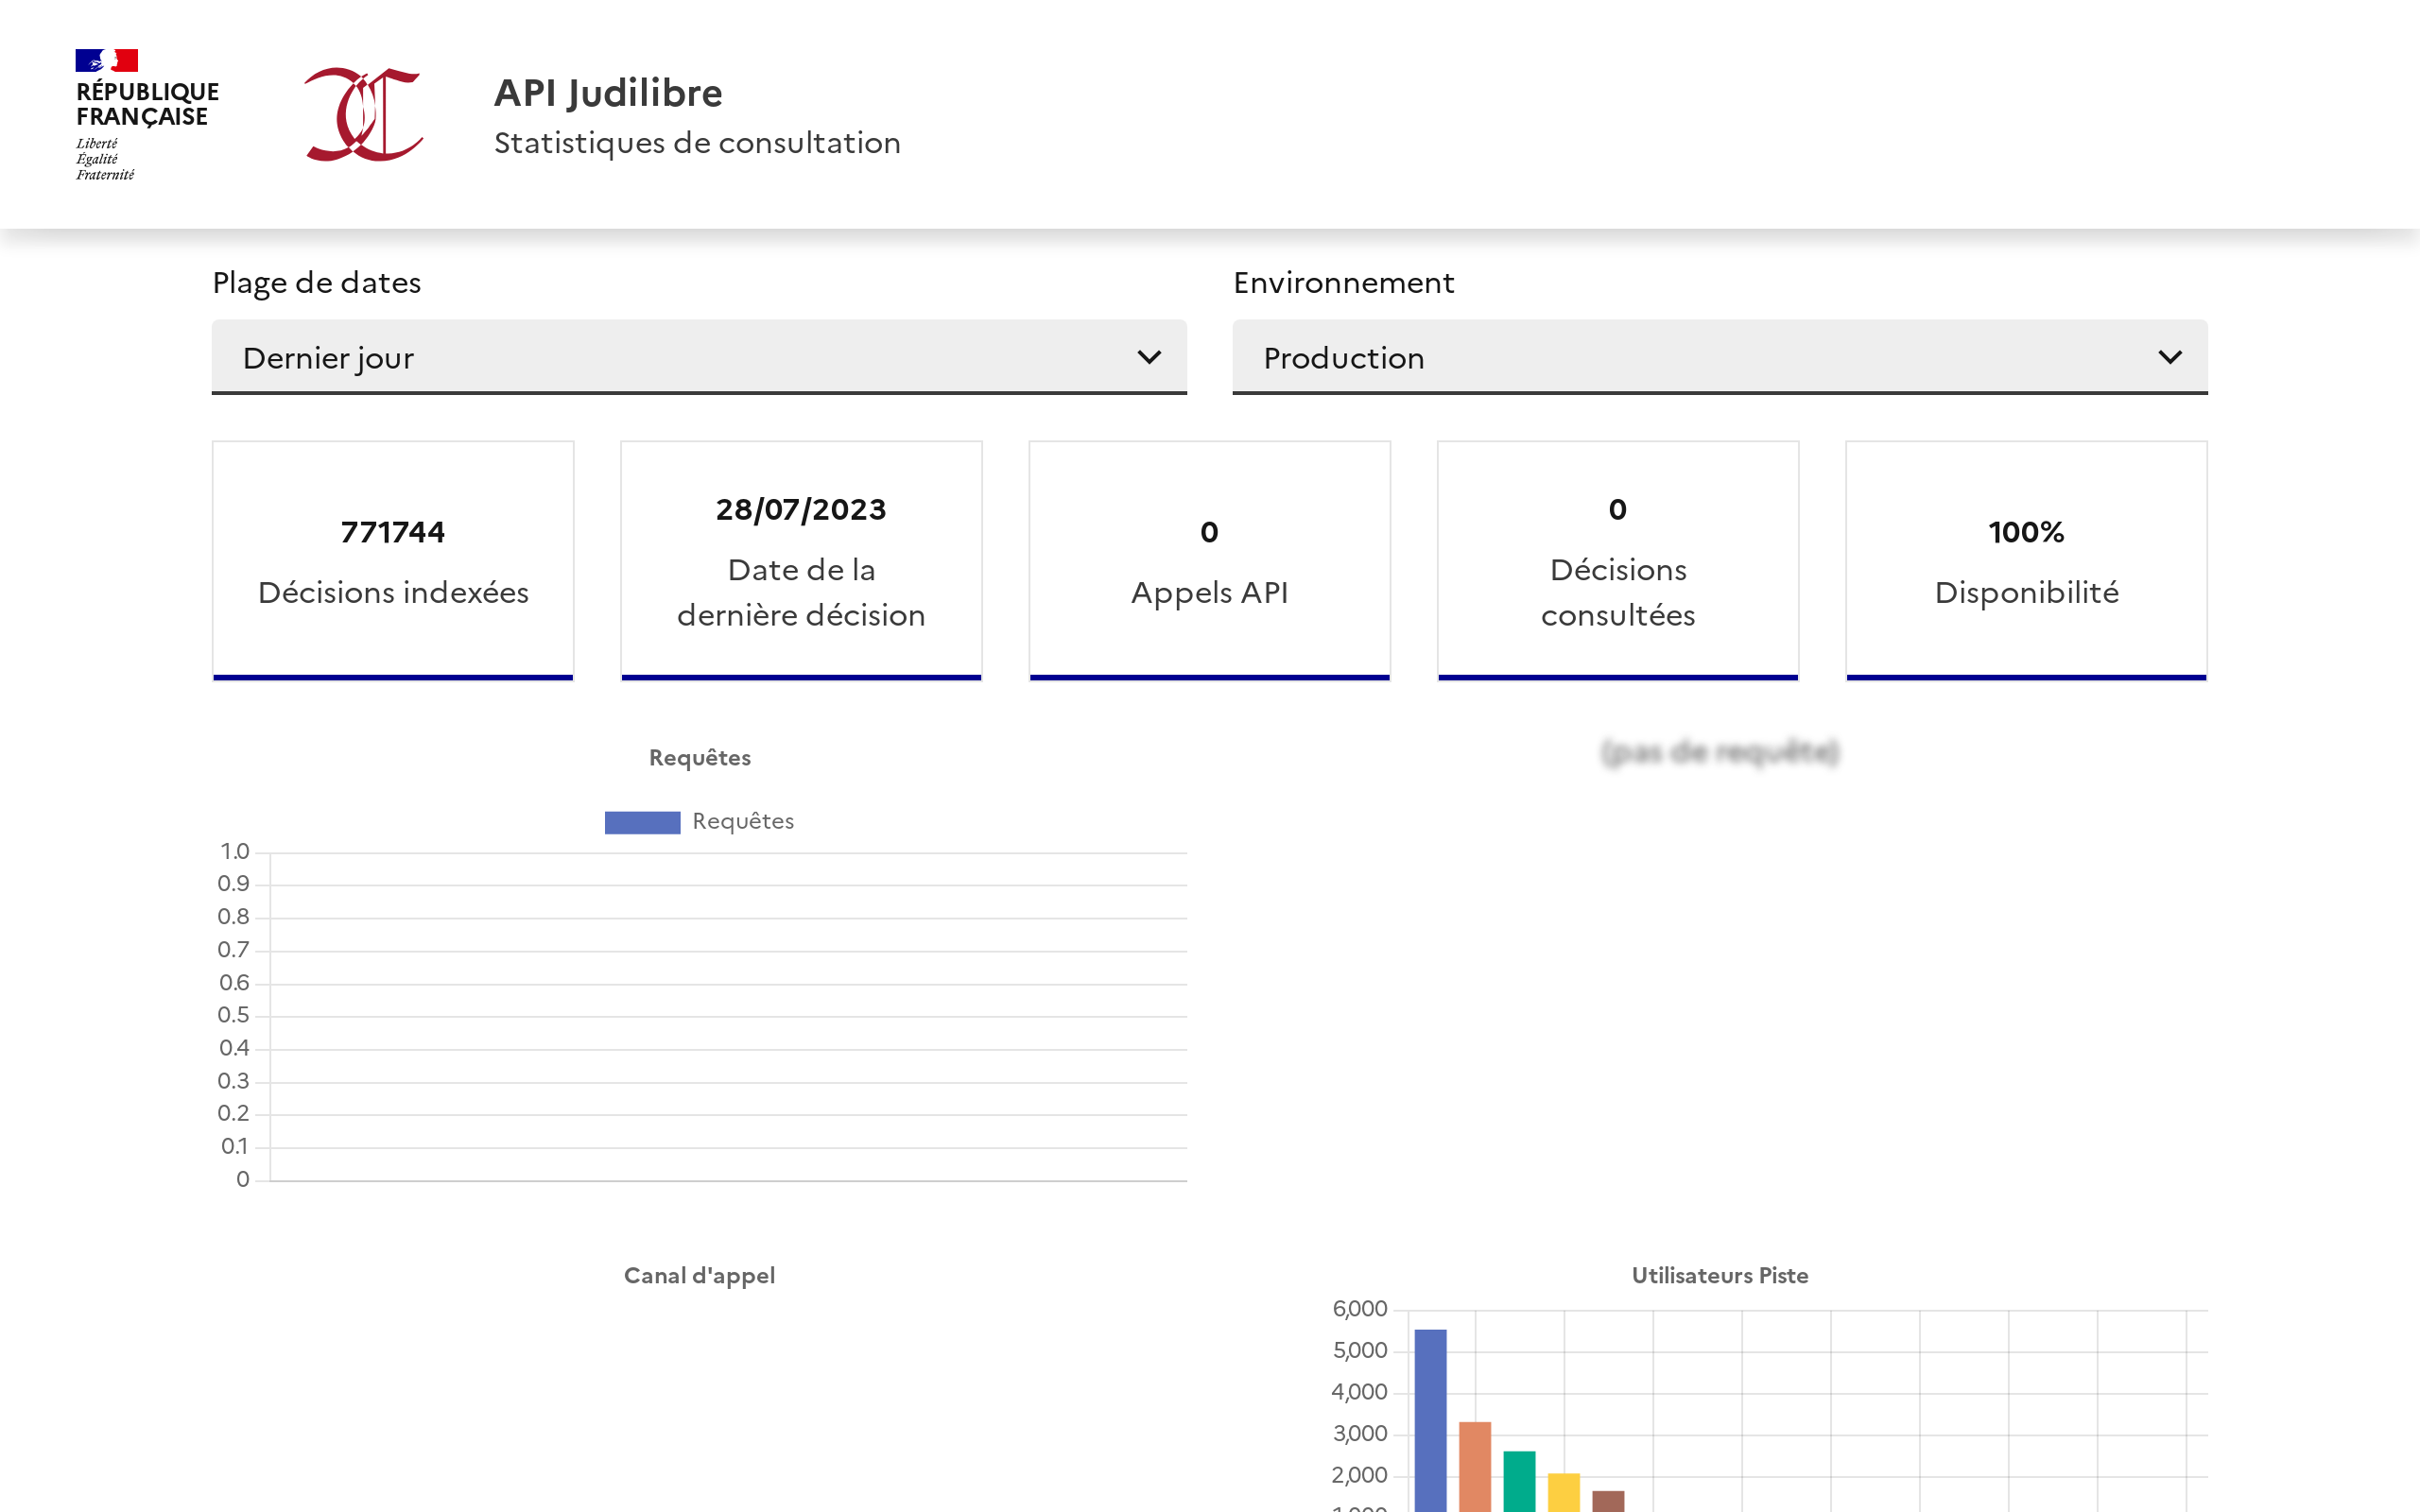 RÉPUBLIQUE
FRANÇAISE
Liberté
Égalité
Fraternité
API Judilibre
Statistiques de consultation
Plage de dates
Dernier jour
Environnement
Production
771744
Décisions indexées
28/07/2023
Date de la
dernière décision
0
Appels API
0
Décisions
consultées
100%
Disponibilité
Requêtes
Requêtes
1.0
0.9
0.8
0.7
0.6
0.5
0.4
0.3
0.2
0.1
0
(pas de requête)
Canal d'appel
Utilisateurs Piste
6,000
5,000
4,000
3,000
2,000